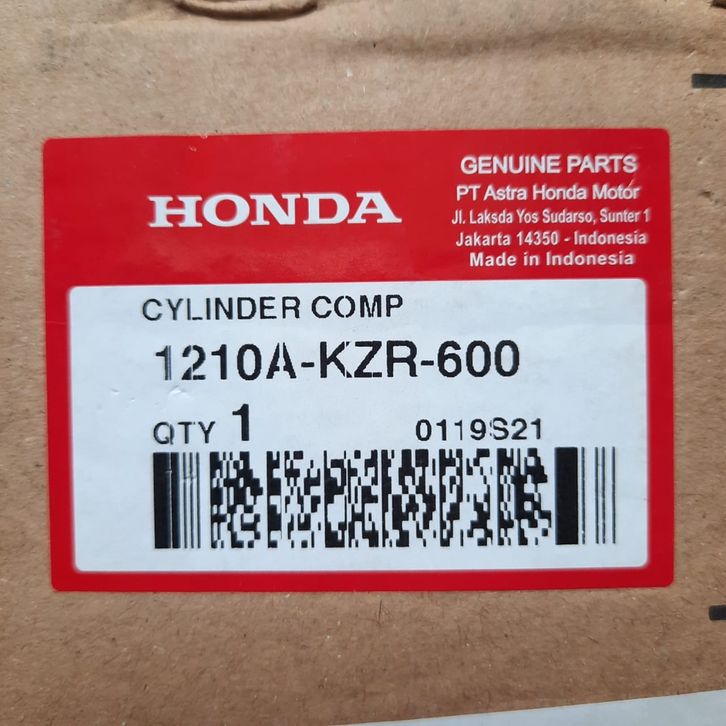 HONDA
GENUINE PARTS
PT Astra Honda Motor
Jl. Laksda Yos Sudarso, Sunter 1
Jakarta 14350 - Indonesia
Made in Indonesia
CYLINDER COMP
1210A-KZR-600
QTY 1 0119S21